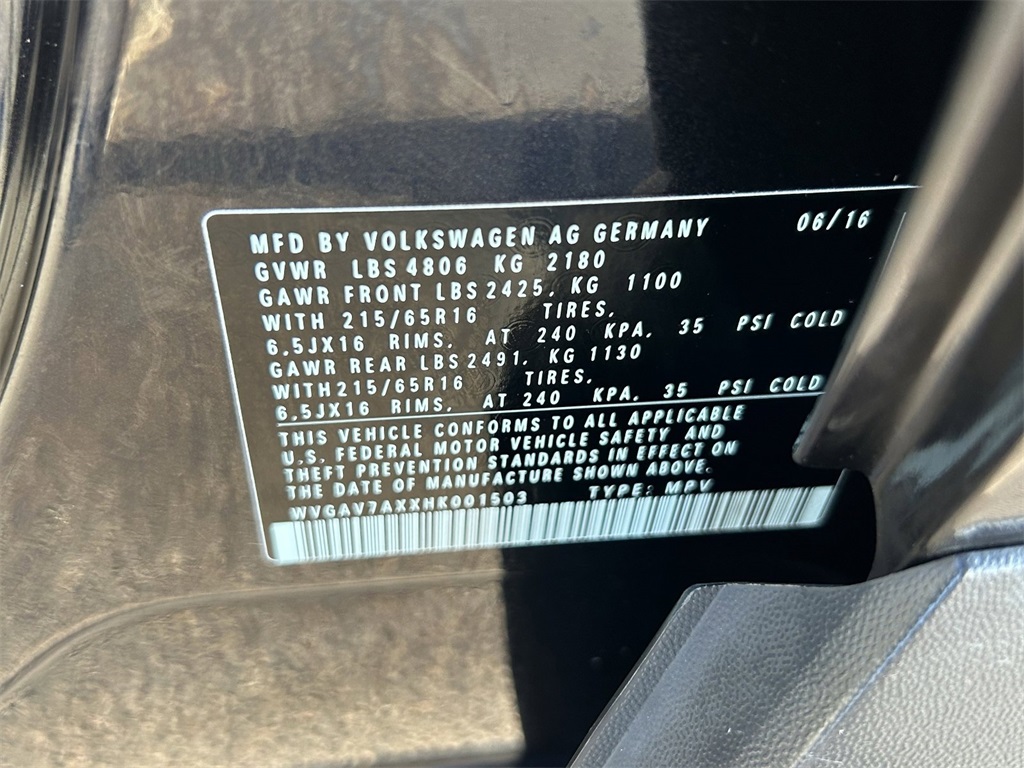 MFD BY VOLKSWAGEN AG GERMANY 06/16
GVWR LBS 4806 KG 2180
GAWR FRONT LBS 2425, KG 1100
WITH 215/65R16 TIRES,
6,5JX16 RIMS, AT 240 KPA, 35 PSI COLD
GAWR REAR LBS 2491, KG 1130
WITH 215/65R16 TIRES,
6,5JX16 RIMS, AT 240 KPA, 35 PSI COLD
THIS VEHICLE CONFORMS TO ALL APPLICABLE
U.S. FEDERAL MOTOR VEHICLE SAFETY AND
THEFT PREVENTION STANDARDS IN EFFECT ON
THE DATE OF MANUFACTURE SHOWN ABOVE.
WVGAV7AXXHK001503 TYPE: MPV